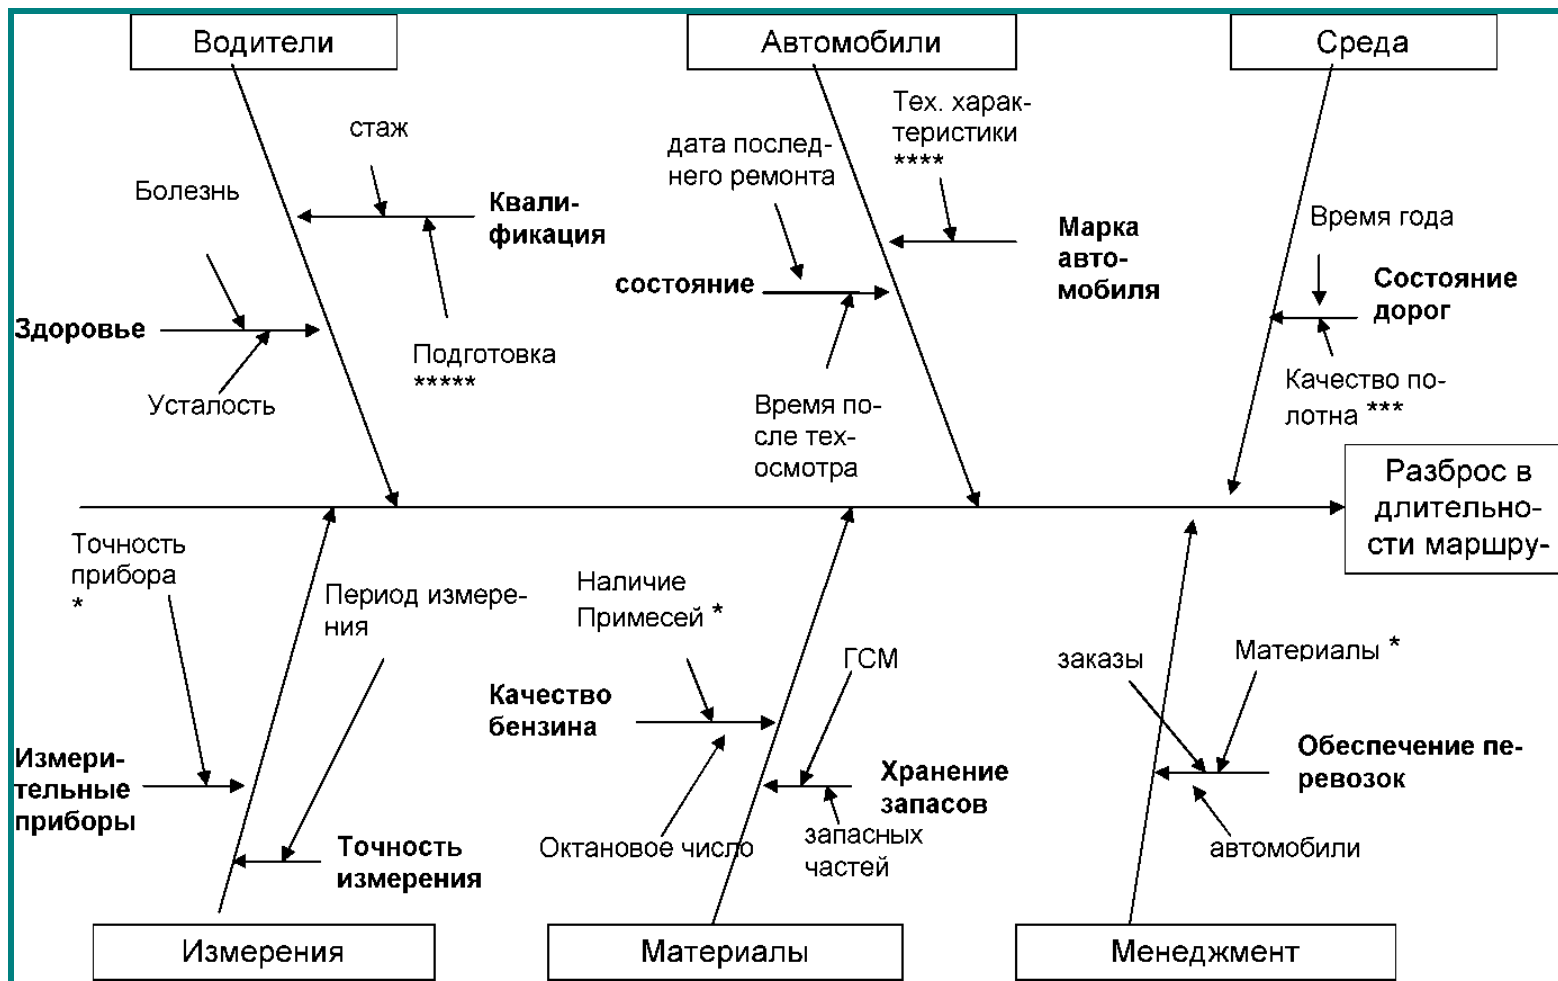 Водители
Автомобили
Среда
стаж
Болезнь
Квали-
фикация
Здоровье
Подготовка
*****
Усталость
дата послед-
него ремонта
Тех. харак-
теристики
****
Марка
авто-
мобиля
состояние
Время по-
сле тех-
осмотра
Время года
Состояние
дорог
Качество по-
лотна ***
Разброс в
длительно-
сти маршру-
Точность
прибора
*
Период измере-
ния
Измери-
тельные
приборы
Точность
измерения
Наличие
Примесей *
ГСМ
Качество
бензина
Хранение
запасов
Октановое число
запасных
частей
заказы
Материалы *
Обеспечение пе-
ревозок
автомобили
Измерения
Материалы
Менеджмент